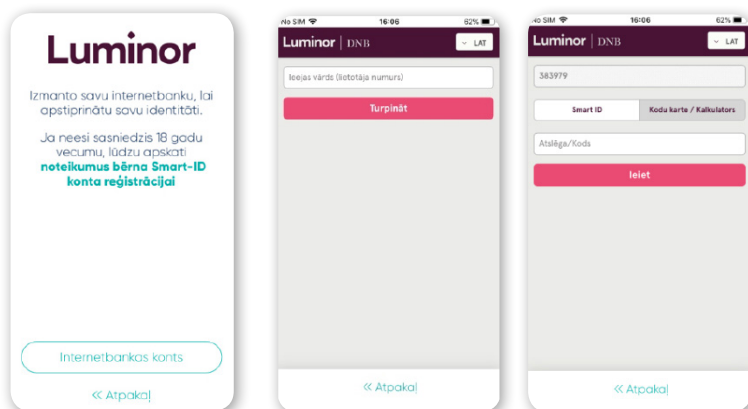 Luminor
Izmanto savu internetbanku, lai
apstiprinātu savu identitāti.
Ja neesi sasniedzis 18 gadu
vecumu, lūdzu apskati
noteikumus bērna Smart-ID
konta reģistrācijai
Internetbankas konts
<< Atpakaļ
No SIM 16:06 62%
Luminor | DNB LAT
Ieejas vārds (lietotāja numurs)
Turpināt
<< Atpakaļ
No SIM 16:06 62%
Luminor | DNB LAT
383979
Smart ID Kodu karte / Kalkulators
Atslēga/Kods
Ieiet
<< Atpakaļ